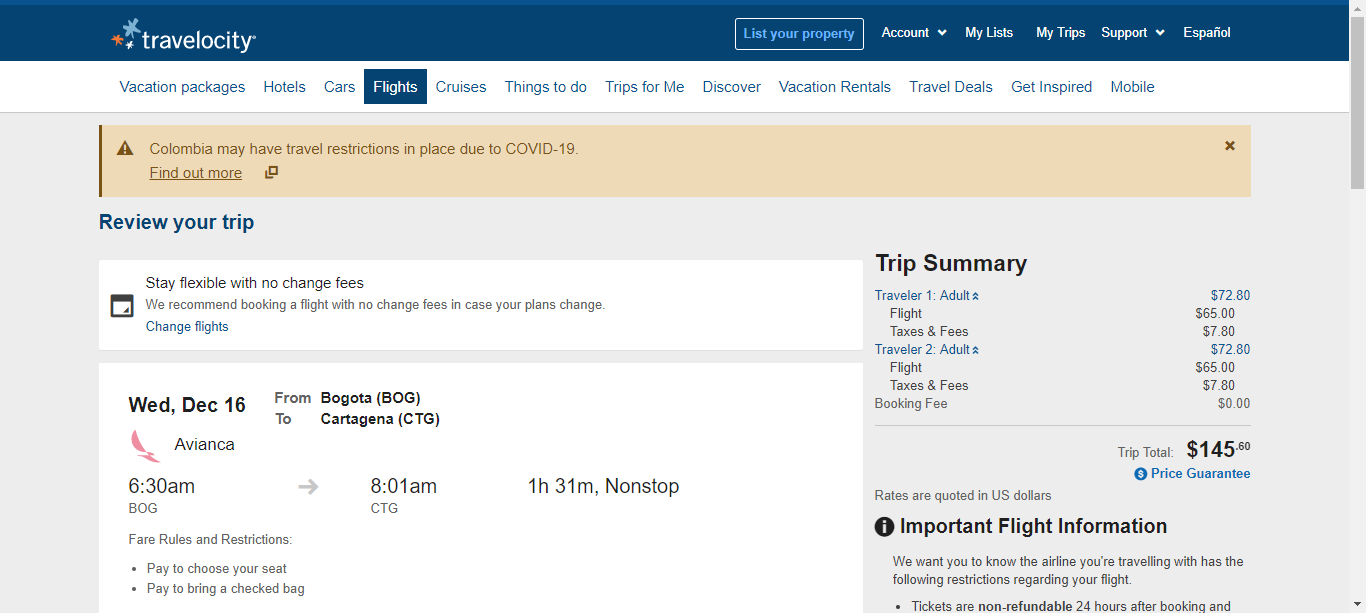 travelocity
List your property
Account
My Lists
My Trips
Support
Español
Vacation packages
Hotels
Cars
Flights
Cruises
Things to do
Trips for Me
Discover
Vacation Rentals
Travel Deals
Get Inspired
Mobile
Colombia may have travel restrictions in place due to COVID-19.
Find out more
Review your trip
Stay flexible with no change fees
We recommend booking a flight with no change fees in case your plans change.
Change flights
Wed, Dec 16
From Bogota (BOG)
To Cartagena (CTG)
Avianca
6:30am
BOG
8:01am
CTG
1h 31m, Nonstop
Fare Rules and Restrictions:
• Pay to choose your seat
• Pay to bring a checked bag
Trip Summary
Traveler 1: Adult $72.80
Flight $65.00
Taxes & Fees $7.80
Traveler 2: Adult $72.80
Flight $65.00
Taxes & Fees $7.80
Booking Fee $0.00
Trip Total: $145.60
Price Guarantee
Rates are quoted in US dollars
Important Flight Information
We want you to know the airline you're travelling with has the
following restrictions regarding your flight.
• Tickets are non-refundable 24 hours after booking and